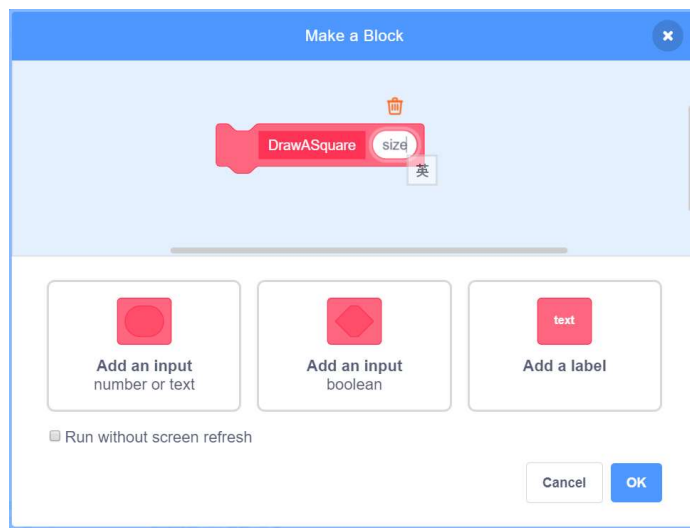 Make a Block
DrawASquare size
英
text
Add an input
number or text
Add an input
boolean
Add a label
Run without screen refresh
Cancel OK